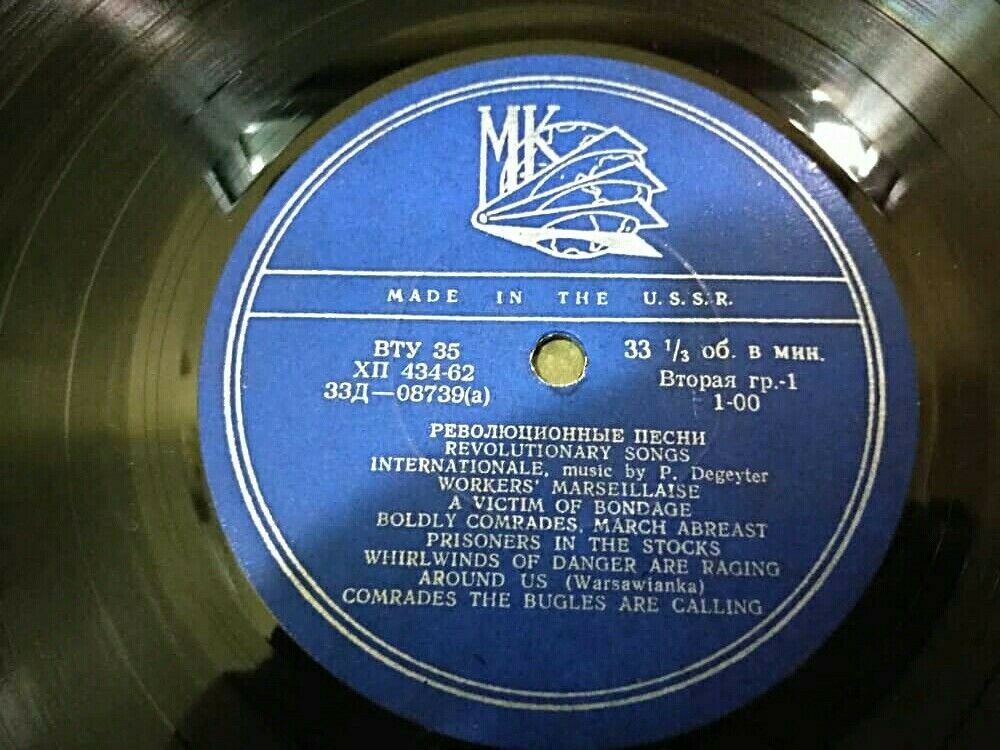 МК
MADE IN THE U.S.S.R.
ВТУ 35
ХП 434-62
33Д—08739(а)
33 1/3 об. в мин.
Вторая гр.-1
1-00
РЕВОЛЮЦИОННЫЕ ПЕСНИ
REVOLUTIONARY SONGS
INTERNATIONALE, music by P. Degeyter
WORKERS' MARSEILLAISE
A VICTIM OF BONDAGE
BOLDLY COMRADES, MARCH ABREAST
PRISONERS IN THE STOCKS
WHIRLWINDS OF DANGER ARE RAGING
AROUND US (Warsawianka)
COMRADES THE BUGLES ARE CALLING